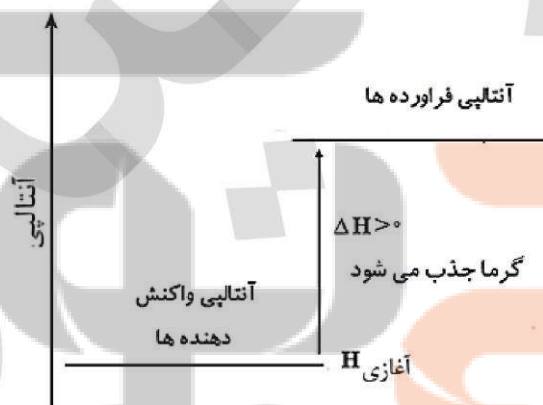 آنتالپی فراورده ها
آنتالپی
ΔH>۰
گرما جذب می شود
آنتالپی واکنش
دهنده ها
H آغازی